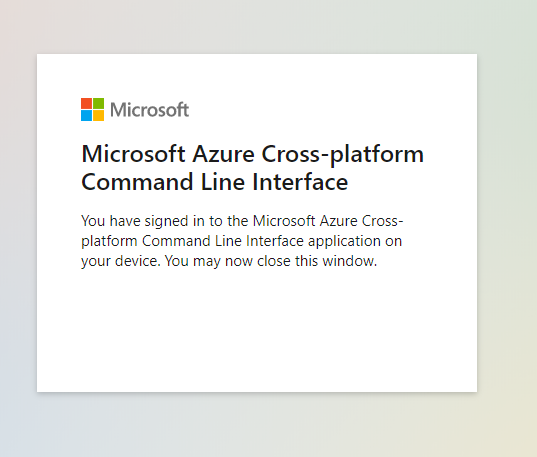 Microsoft
Microsoft Azure Cross-platform
Command Line Interface
You have signed in to the Microsoft Azure Cross-
platform Command Line Interface application on
your device. You may now close this window.